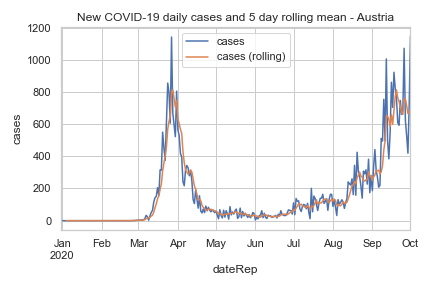 New COVID-19 daily cases and 5 day rolling mean - Austria
cases
cases (rolling)
1200
1000
800
600
400
200
0
cases
Jan Feb Mar Apr May Jun Jul Aug Sep Oct
2020
dateRep